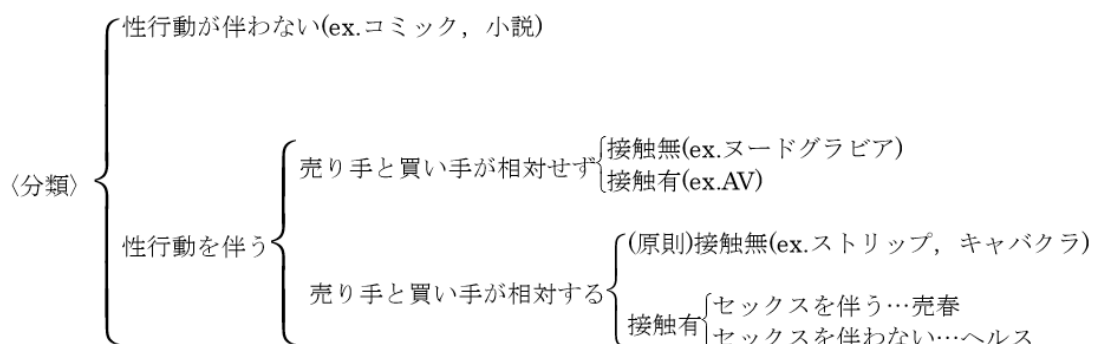 性行動が伴わない(ex.コミック，小説)
〈分類〉
性行動を伴う
売り手と買い手が相対せず
接触無(ex.ヌードグラビア)
接触有(ex.AV)
売り手と買い手が相対する
(原則)接触無(ex.ストリップ，キャバクラ)
接触有
セックスを伴う…売春
セックスを伴わない…ヘルス